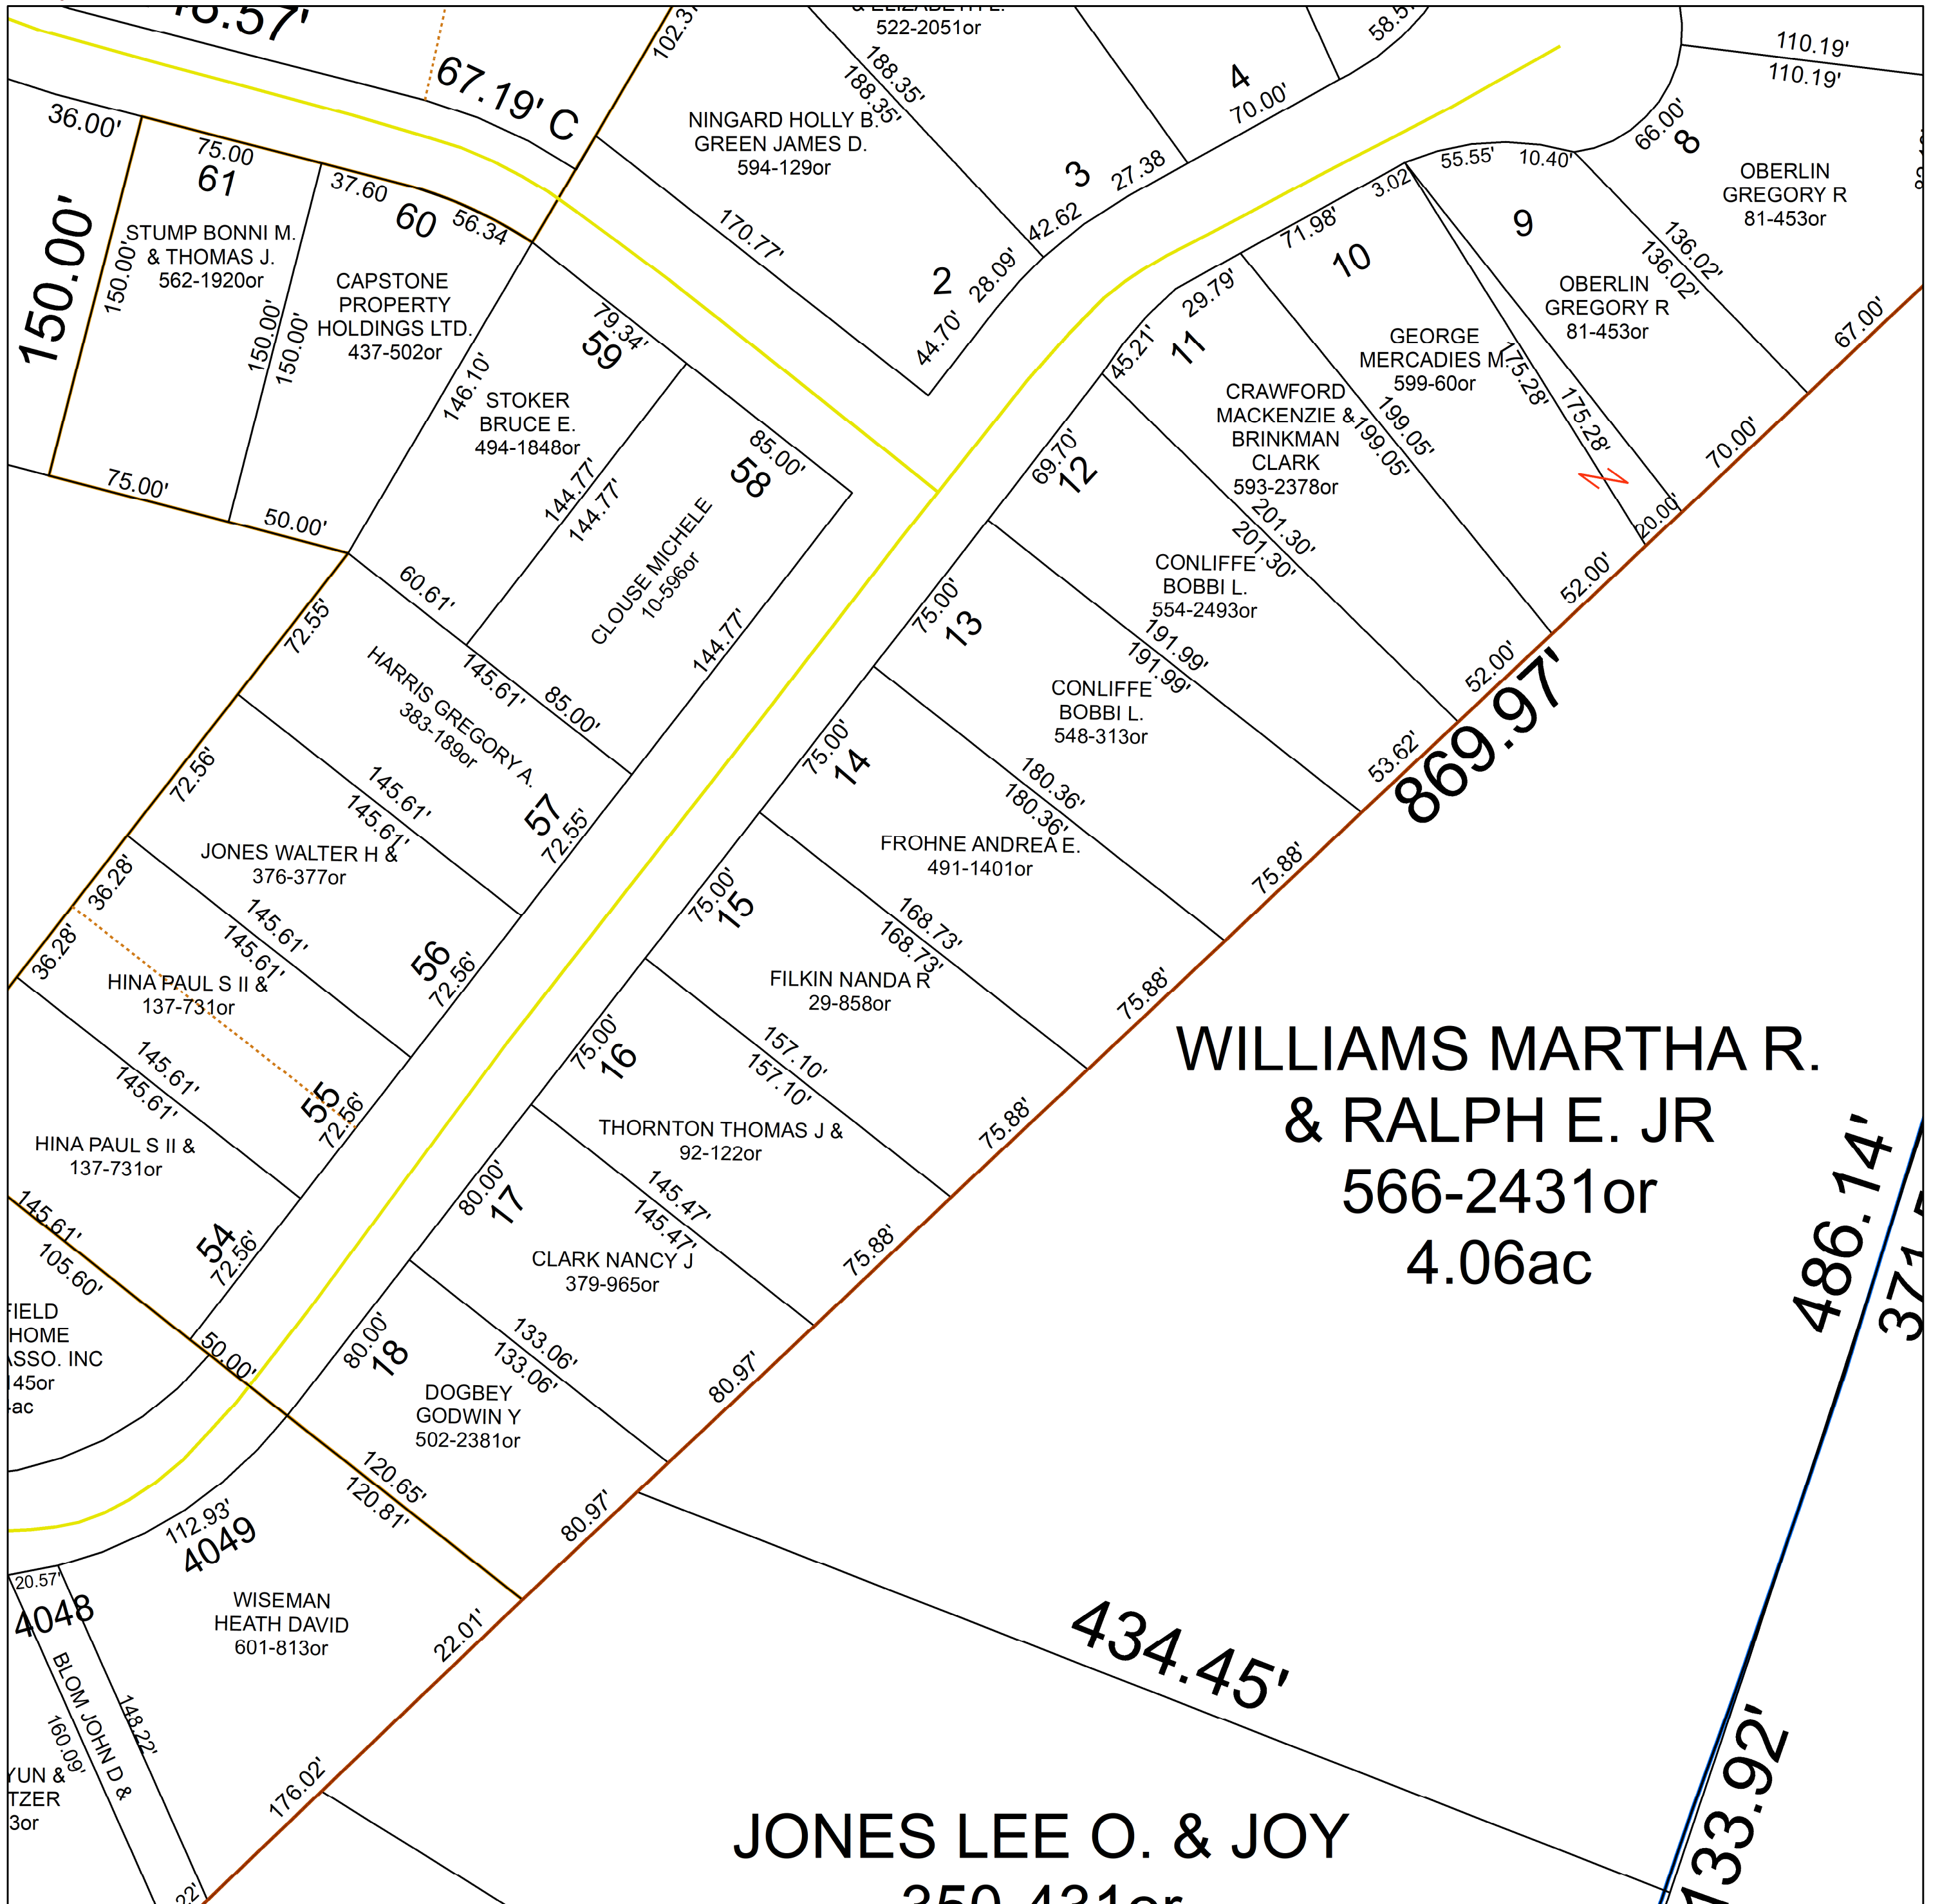 67.19' C
102.3
522-2051or
188.35'
188.35'
NINGARD HOLLY B.
GREEN JAMES D.
594-129or
170.77'
2
44.70'
28.09'
42.62
3
27.38
4
70.00'
110.19'
110.19'
66.00'
8
OBERLIN
GREGORY R
81-453or
36.00'
150.00'
150.00'
75.00
61
STUMP BONNI M.
& THOMAS J.
562-1920or
150.00'
150.00'
75.00'
37.60
60
56.34
CAPSTONE
PROPERTY
HOLDINGS LTD.
437-502or
50.00'
146.10'
79.34'
59
STOKER
BRUCE E.
494-1848or
144.77'
144.77'
60.61'
85.00'
58
CLOUSE MICHELE
10-596or
144.77'
85.00'
145.61'
72.55'
HARRIS GREGORY A.
383-189or
57
72.55'
145.61'
145.61'
72.56'
JONES WALTER H &
376-377or
56
72.56'
145.61'
145.61'
36.28'
36.28'
HINA PAUL S II &
137-731or
55
72.56'
145.61'
145.61'
HINA PAUL S II &
137-731or
54
72.56'
145.61'
105.60'
50.00'
HOME
ASSO. INC
55.55'
10.40'
9
OBERLIN
GREGORY R
81-453or
136.02'
136.02'
67.00'
70.00'
3.02
71.98'
10
GEORGE
MERCADIES M.
599-60or
175.28'
175.28'
20.00'
52.00'
29.79'
45.21'
11
CRAWFORD
MACKENZIE &
BRINKMAN
CLARK
593-2378or
199.05'
199.05'
52.00'
69.70'
12
CONLIFFE
BOBBI L.
554-2493or
201.30'
201.30'
53.62'
869.97'
75.00'
13
CONLIFFE
BOBBI L.
548-313or
191.99'
191.99'
75.88'
75.00'
14
FROHNE ANDREA E.
491-1401or
180.36'
180.36'
75.88'
75.00'
15
FILKIN NANDA R
29-858or
168.73'
168.73'
75.88'
75.00'
16
THORNTON THOMAS J &
92-122or
157.10'
157.10'
75.88'
80.00'
17
CLARK NANCY J
379-965or
145.47'
145.47'
80.97'
80.00'
18
DOGBEY
GODWIN Y
502-2381or
133.06'
133.06'
80.97'
120.65'
120.81'
112.93'
4049
WISEMAN
HEATH DAVID
601-813or
22.01'
176.02'
20.57'
4048
BLOM JOHN D &
148.22'
160.09'
WILLIAMS MARTHA R.
& RALPH E. JR
566-2431or
4.06ac
486.14'
434.45'
133.92'
JONES LEE O. & JOY
350-431or